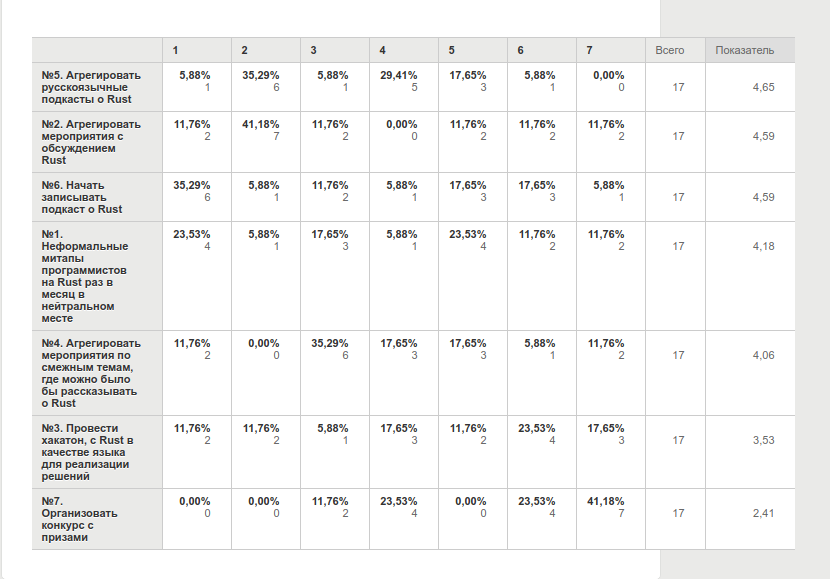 1 2 3 4 5 6 7 Всего Показатель
№5. Агрегировать 5,88% 35,29% 5,88% 29,41% 17,65% 5,88% 0,00%
русскоязычные 1 6 1 5 3 1 0 17 4,65
подкасты о Rust
№2. Агрегировать 11,76% 41,18% 11,76% 0,00% 11,76% 11,76% 11,76%
мероприятия с 2 7 2 0 2 2 2 17 4,59
обсуждением
Rust
№6. Начать 35,29% 5,88% 11,76% 5,88% 17,65% 17,65% 5,88%
записывать 6 1 2 1 3 3 1 17 4,59
подкаст о Rust
№1. 23,53% 5,88% 17,65% 5,88% 23,53% 11,76% 11,76%
Неформальные 4 1 3 1 4 2 2 17 4,18
митапы
программистов
на Rust раз в
месяц в
нейтральном
месте
№4. Агрегировать 11,76% 0,00% 35,29% 17,65% 17,65% 5,88% 11,76%
мероприятия по 2 0 6 3 3 1 2 17 4,06
смежным темам,
где можно было
бы рассказывать
о Rust
№3. Провести 11,76% 11,76% 5,88% 17,65% 11,76% 23,53% 17,65%
хакатон, с Rust в 2 2 1 3 2 4 3 17 3,53
качестве языка
для реализации
решений
№7. 0,00% 0,00% 11,76% 23,53% 0,00% 23,53% 41,18%
Организовать 0 0 2 4 0 4 7 17 2,41
конкурс с
призами